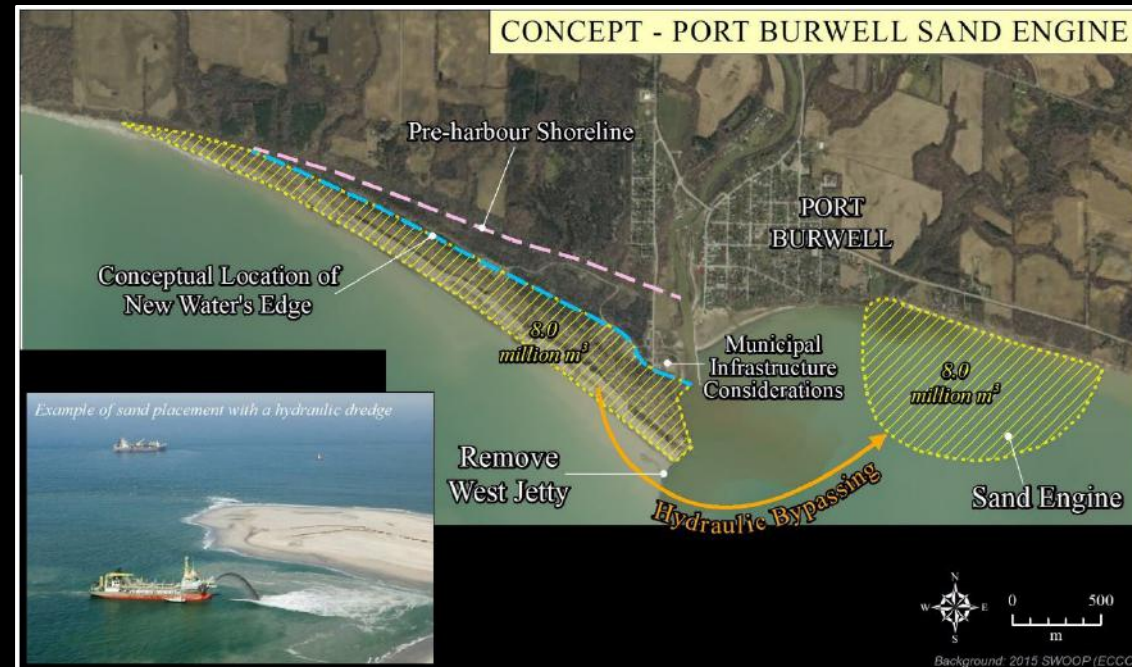 CONCEPT - PORT BURWELL SAND ENGINE
Pre-harbour Shoreline
PORT
BURWELL
Conceptual Location of
New Water's Edge
8.0
million m³
Municipal
Infrastructure
Considerations
8.0
million m³
Example of sand placement with a hydraulic dredge
Remove
West Jetty
Hydraulic Bypassing
Sand Engine
N
W E
S
0 500
m
Background: 2015 SWOOP (ECCC